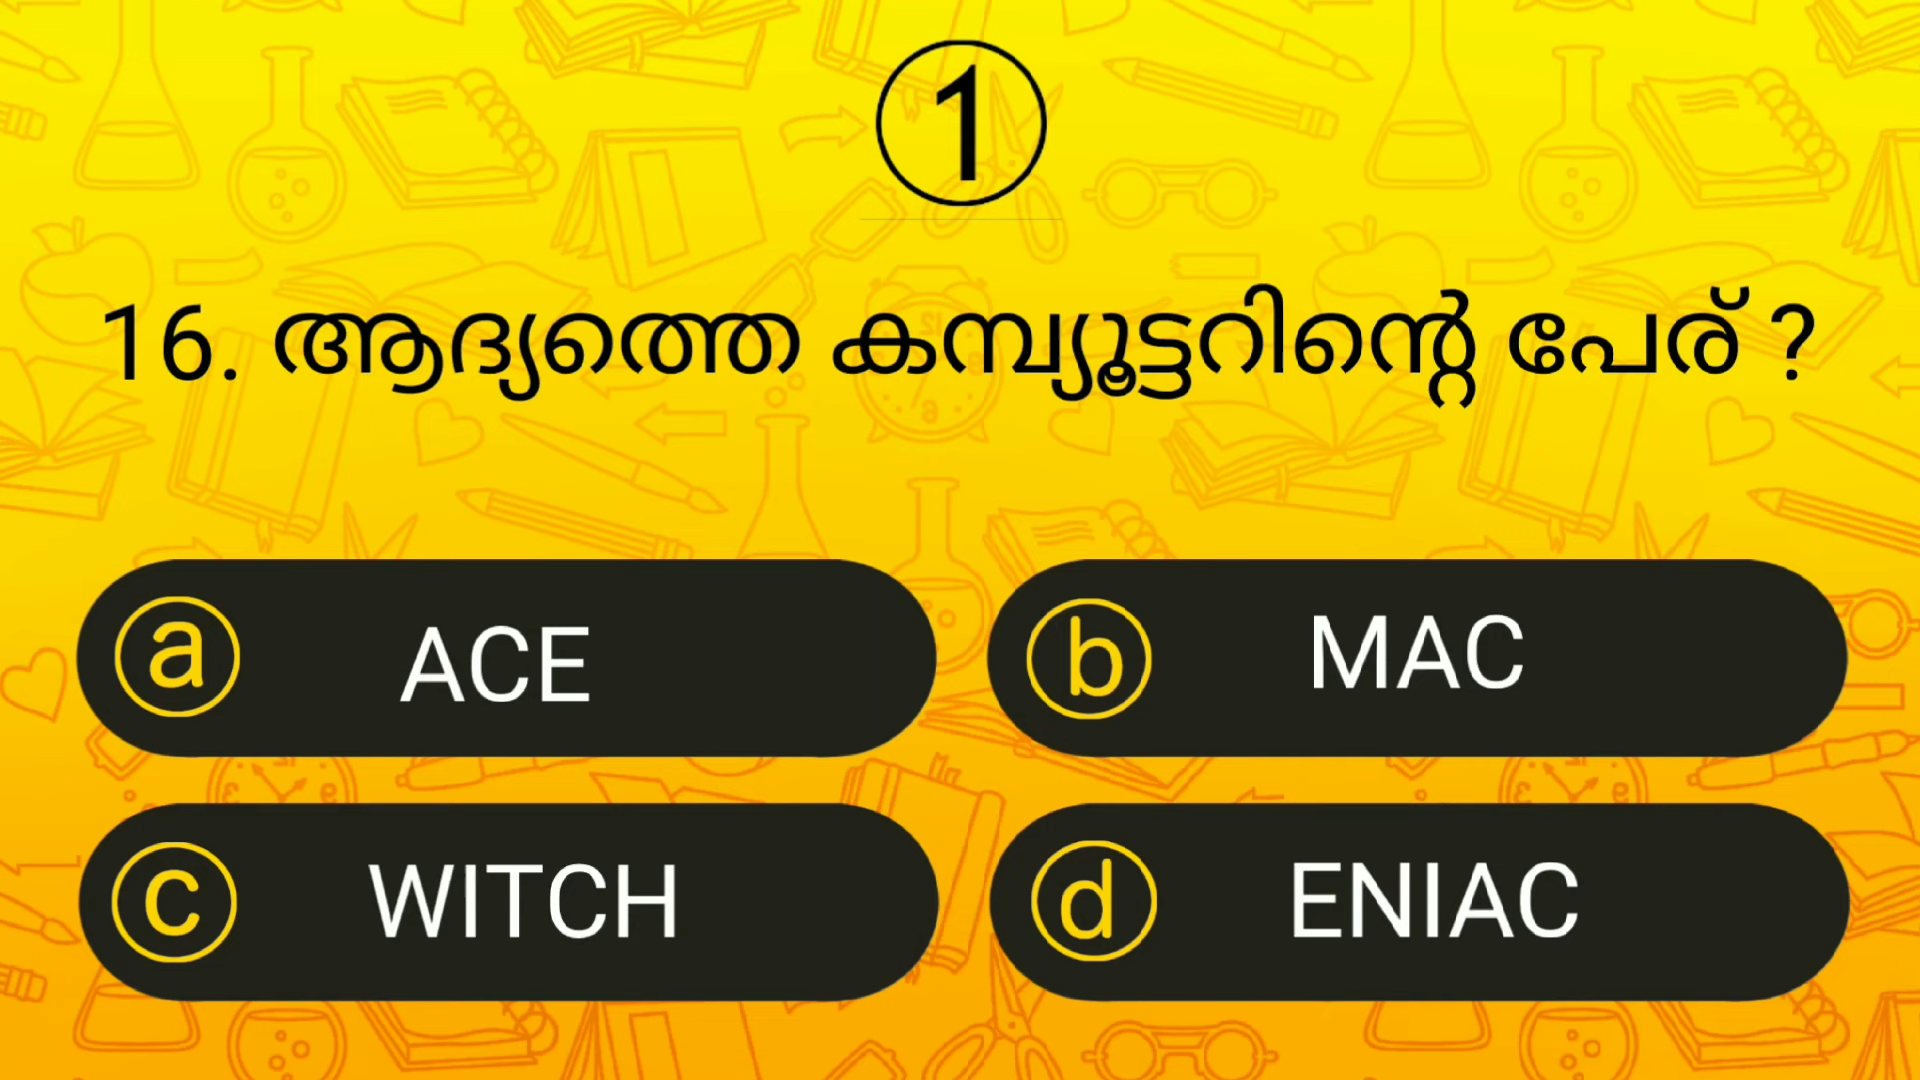 1
16. ആദ്യത്തെ കമ്പ്യൂട്ടറിന്റെ പേര് ?
a ACE
b MAC
c WITCH
d ENIAC